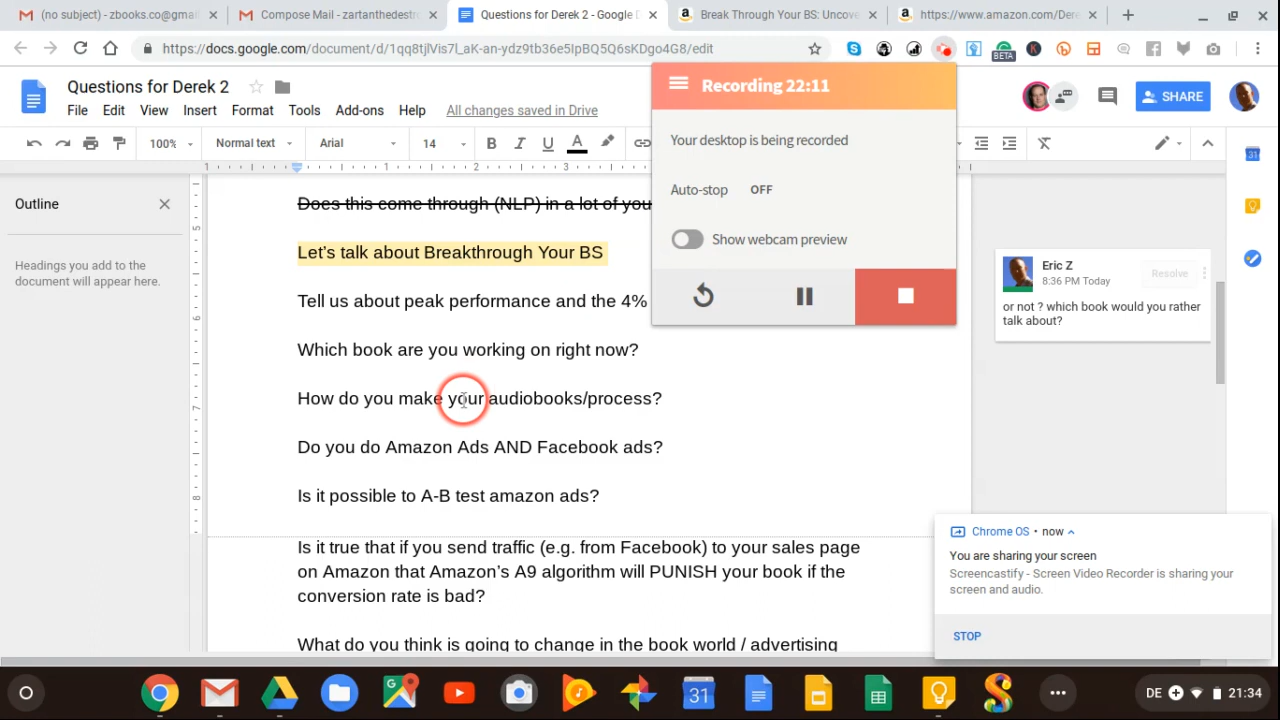 (no subject) - zbooks.co@gmai
Compose Mail - zartanthedestr
Questions for Derek 2 - Google D
Break Through Your BS: Uncove
https://www.amazon.com/Dere
https://docs.google.com/document/d/1qq8tjlVis7l_aK-an-ydz9tb36e5IpBQ5Q6sKDgo4G8/edit
BETA
Questions for Derek 2
File Edit View Insert Format Tools Add-ons Help All changes saved in Drive
SHARE
100% Normal text Arial 14 B I U A
Recording 22:11
Your desktop is being recorded
Auto-stop OFF
Show webcam preview
1 2 3
Outline
Headings you add to the
document will appear here.
5
7
8
Does this come through (NLP) in a lot of you
Let's talk about Breakthrough Your BS
Tell us about peak performance and the 4%
Which book are you working on right now?
How do you make your audiobooks/process?
Do you do Amazon Ads AND Facebook ads?
Is it possible to A-B test amazon ads?
Is it true that if you send traffic (e.g. from Facebook) to your sales page
on Amazon that Amazon's A9 algorithm will PUNISH your book if the
conversion rate is bad?
What do you think is going to change in the book world / advertising
Eric Z
8:36 PM Today
Resolve
or not ? which book would you rather
talk about?
31
Chrome OS • now
You are sharing your screen
Screencastify - Screen Video Recorder is sharing your
screen and audio.
STOP
31
DE
21:34